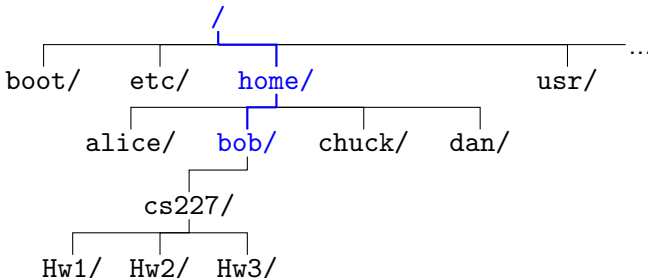 /
boot/ etc/ home/ usr/ ...
alice/ bob/ chuck/ dan/
cs227/
Hw1/ Hw2/ Hw3/